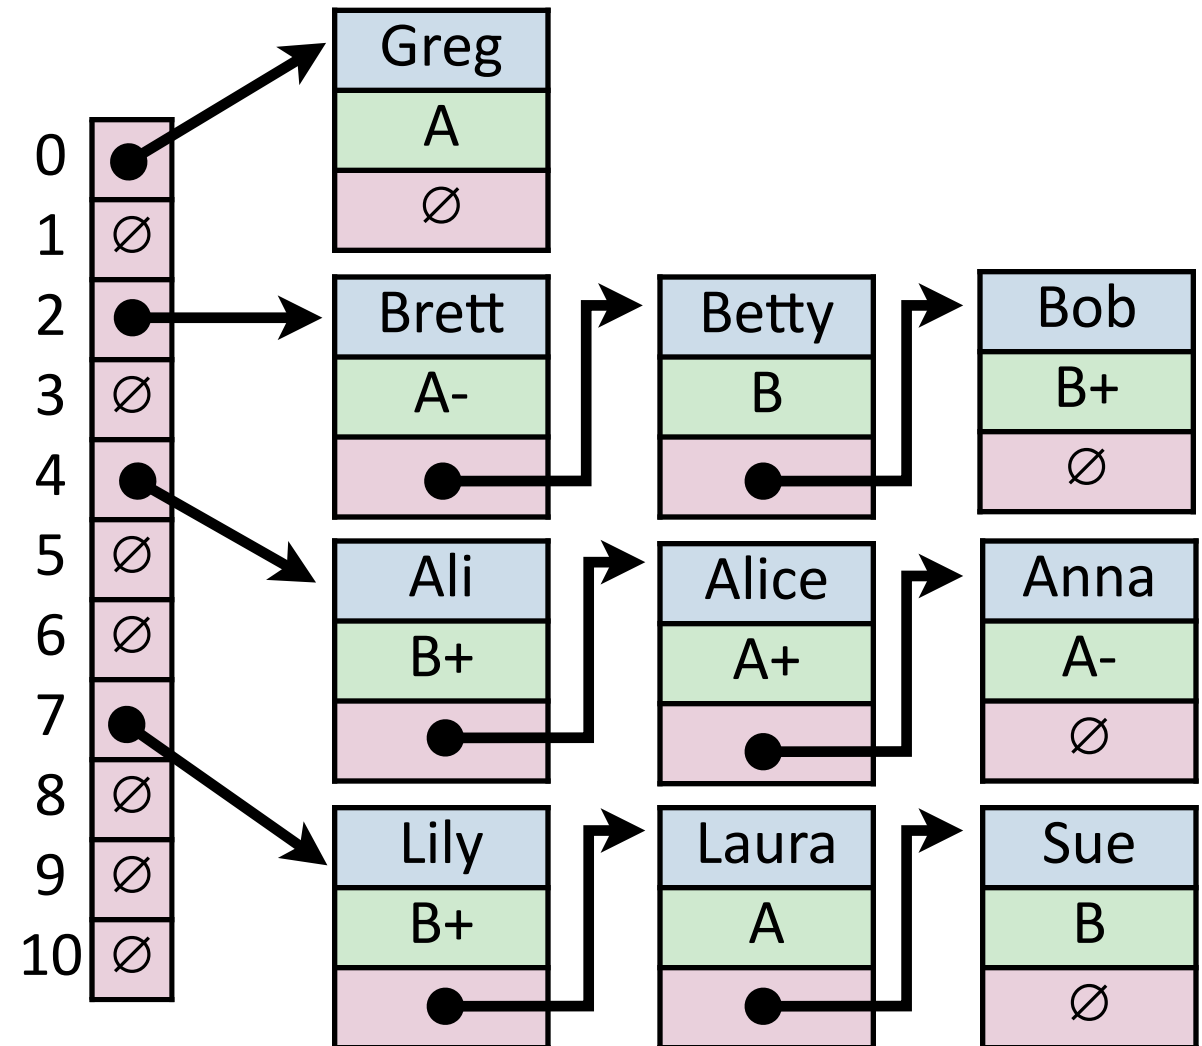 Greg
A
∅
0
∅
1
∅
2
Brett
A-
Betty
B
Bob
B+
∅
3
∅
4
Ali
B+
Alice
A+
Anna
A-
∅
5
∅
6
∅
7
Lily
B+
Laura
A
Sue
B
∅
8
∅
9
∅
10
∅